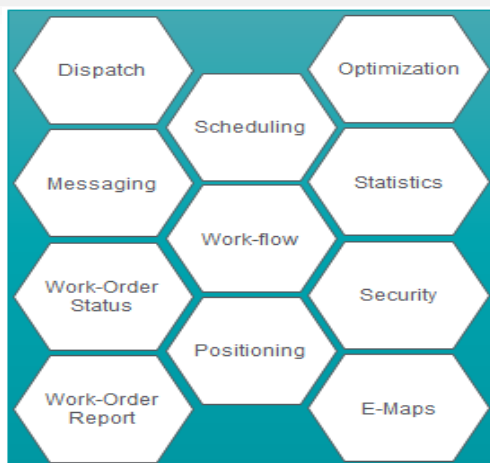 Dispatch
Optimization
Scheduling
Messaging
Statistics
Work-flow
Work-Order
Status
Security
Positioning
Work-Order
Report
E-Maps